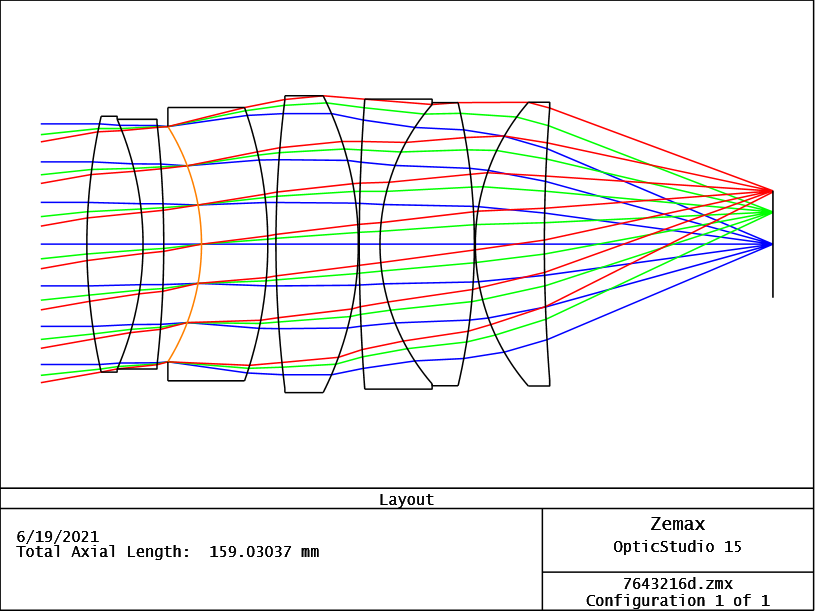 Layout
6/19/2021
Total Axial Length:  159.03037 mm
Zemax
OpticStudio 15
7643216d.zmx
Configuration 1 of 1